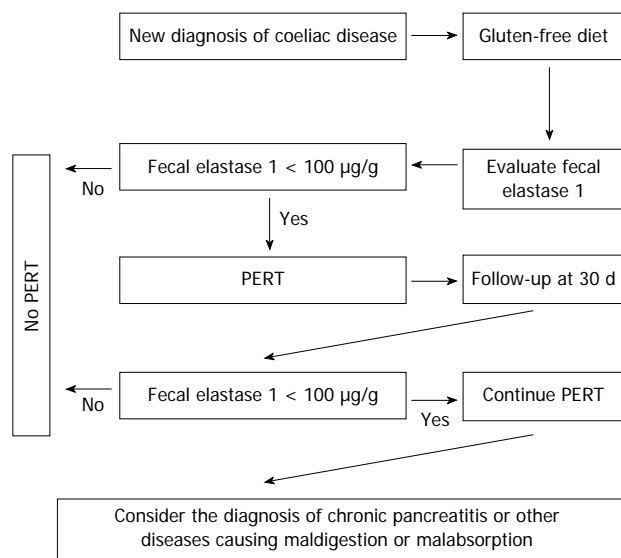 New diagnosis of coeliac disease
Gluten-free diet
Evaluate fecal
elastase 1
Fecal elastase 1 < 100 µg/g
No
Yes
No PERT
PERT
Follow-up at 30 d
Fecal elastase 1 < 100 µg/g
No
Yes
Continue PERT
Consider the diagnosis of chronic pancreatitis or other
diseases causing maldigestion or malabsorption